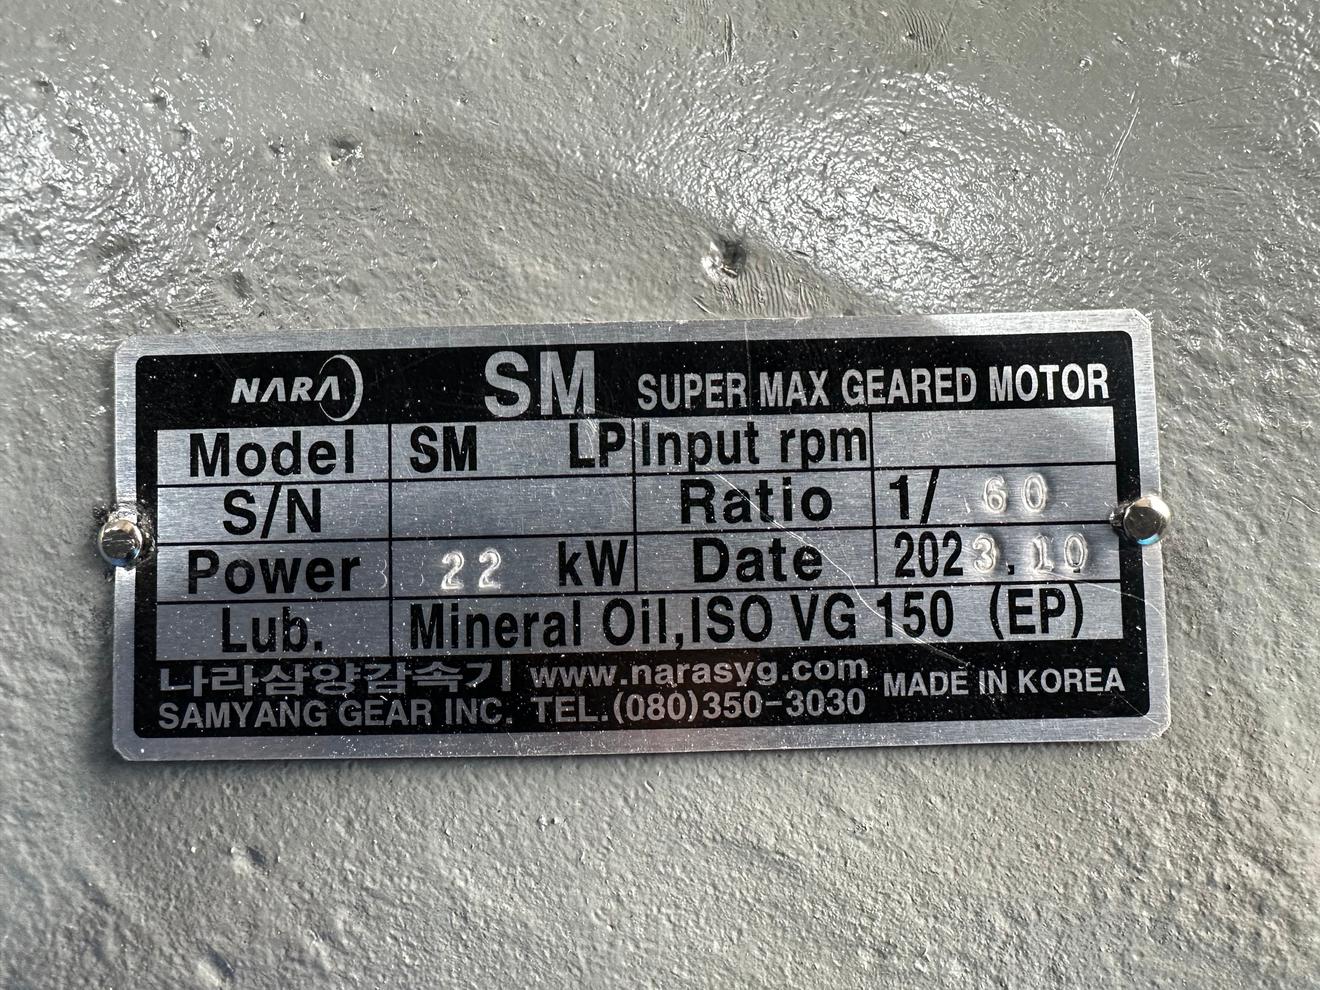 NARA SM SUPER MAX GEARED MOTOR
Model SM LP Input rpm
S/N Ratio 1/ 60
Power 22 kW Date 2023.10
Lub. Mineral Oil,ISO VG 150 (EP)
나라삼양감속기 www.narasyg.com MADE IN KOREA
SAMYANG GEAR INC. TEL.(080)350-3030